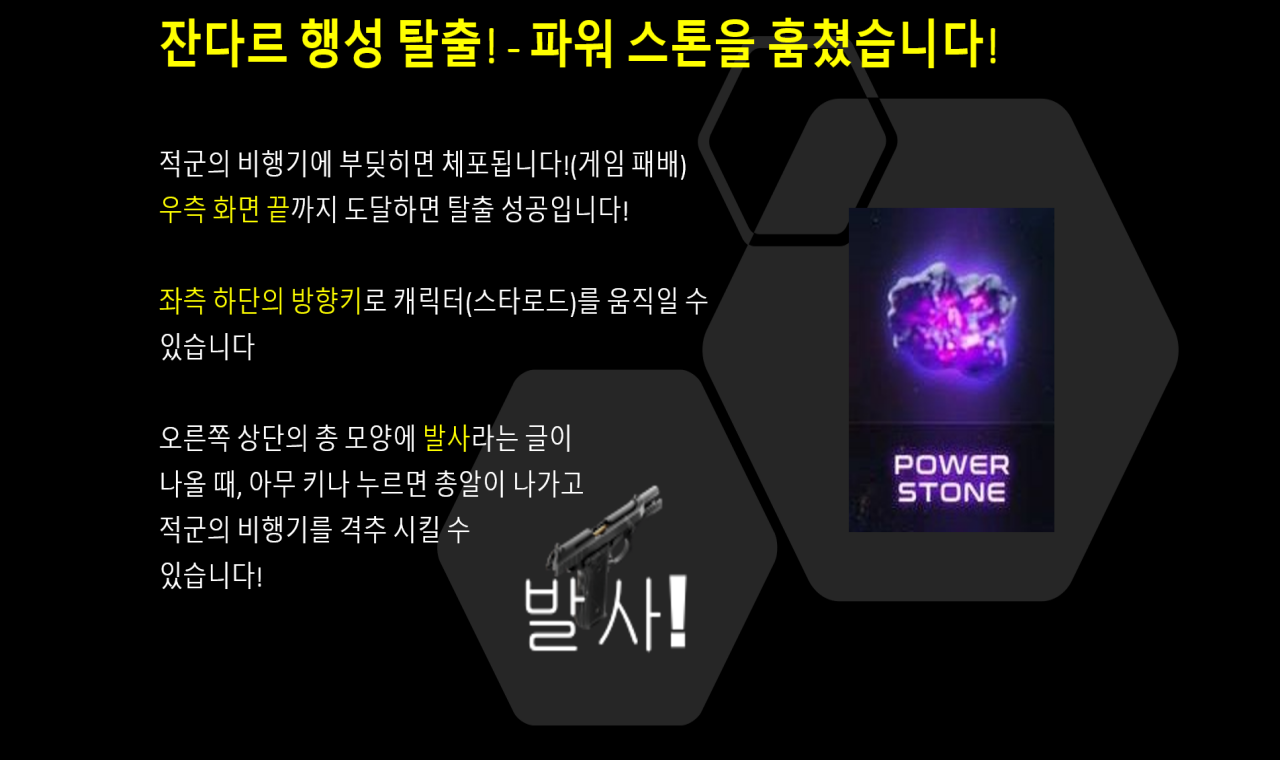 잔다르 행성 탈출! - 파워 스톤을 훔쳤습니다!
적군의 비행기에 부딪히면 체포됩니다!(게임 패배)
우측 화면 끝까지 도달하면 탈출 성공입니다!
좌측 하단의 방향키로 캐릭터(스타로드)를 움직일 수
있습니다
오른쪽 상단의 총 모양에 발사라는 글이
나올 때, 아무 키나 누르면 총알이 나가고
적군의 비행기를 격추 시킬 수
있습니다!
발사!
POWER
STONE